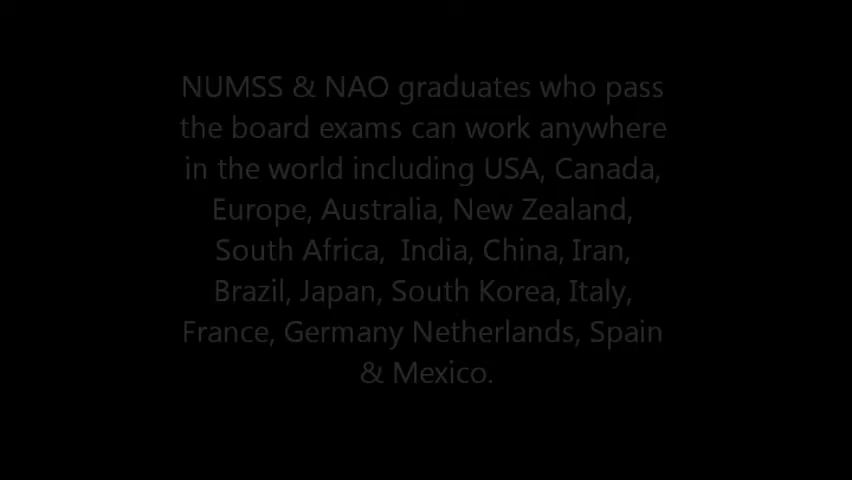 NUMSS & NAO graduates who pass
the board exams can work anywhere
in the world including USA, Canada,
Europe, Australia, New Zealand,
South Africa,  India, China, Iran,
Brazil, Japan, South Korea, Italy,
France, Germany Netherlands, Spain
& Mexico.